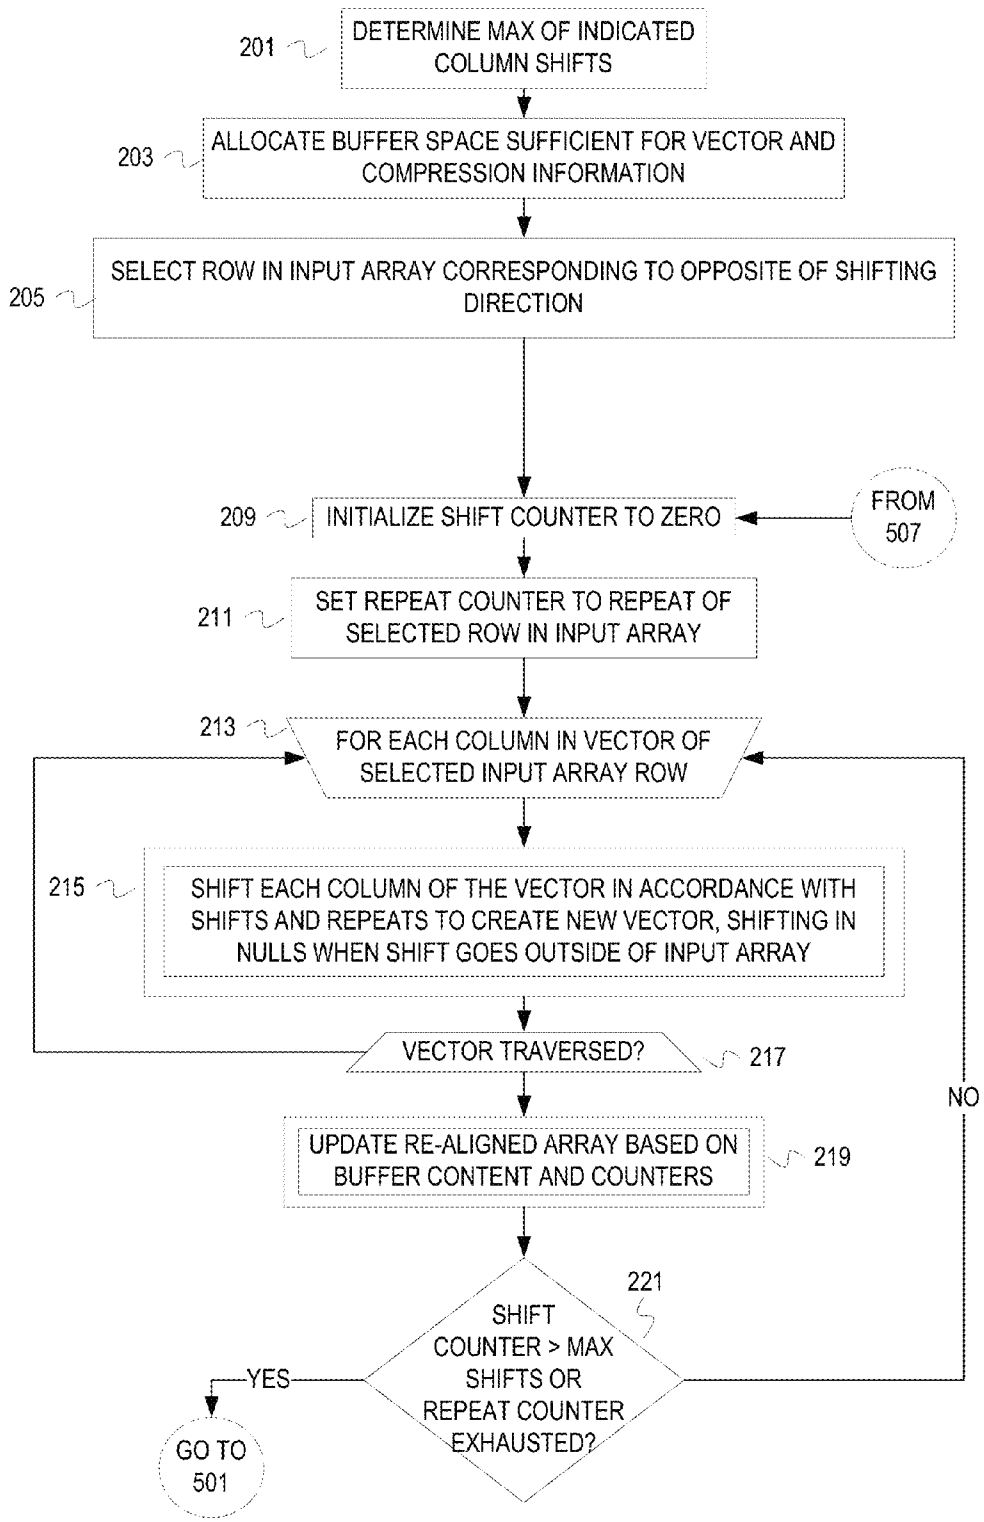 201
DETERMINE MAX OF INDICATED
COLUMN SHIFTS
203
ALLOCATE BUFFER SPACE SUFFICIENT FOR VECTOR AND
COMPRESSION INFORMATION
205
SELECT ROW IN INPUT ARRAY CORRESPONDING TO OPPOSITE OF SHIFTING
DIRECTION
209
INITIALIZE SHIFT COUNTER TO ZERO
FROM
507
211
SET REPEAT COUNTER TO REPEAT OF
SELECTED ROW IN INPUT ARRAY
213
FOR EACH COLUMN IN VECTOR OF
SELECTED INPUT ARRAY ROW
215
SHIFT EACH COLUMN OF THE VECTOR IN ACCORDANCE WITH
SHIFTS AND REPEATS TO CREATE NEW VECTOR, SHIFTING IN
NULLS WHEN SHIFT GOES OUTSIDE OF INPUT ARRAY
VECTOR TRAVERSED?
217
NO
UPDATE RE-ALIGNED ARRAY BASED ON
BUFFER CONTENT AND COUNTERS
219
221
SHIFT
COUNTER > MAX
SHIFTS OR
REPEAT COUNTER
EXHAUSTED?
YES
GO TO
501